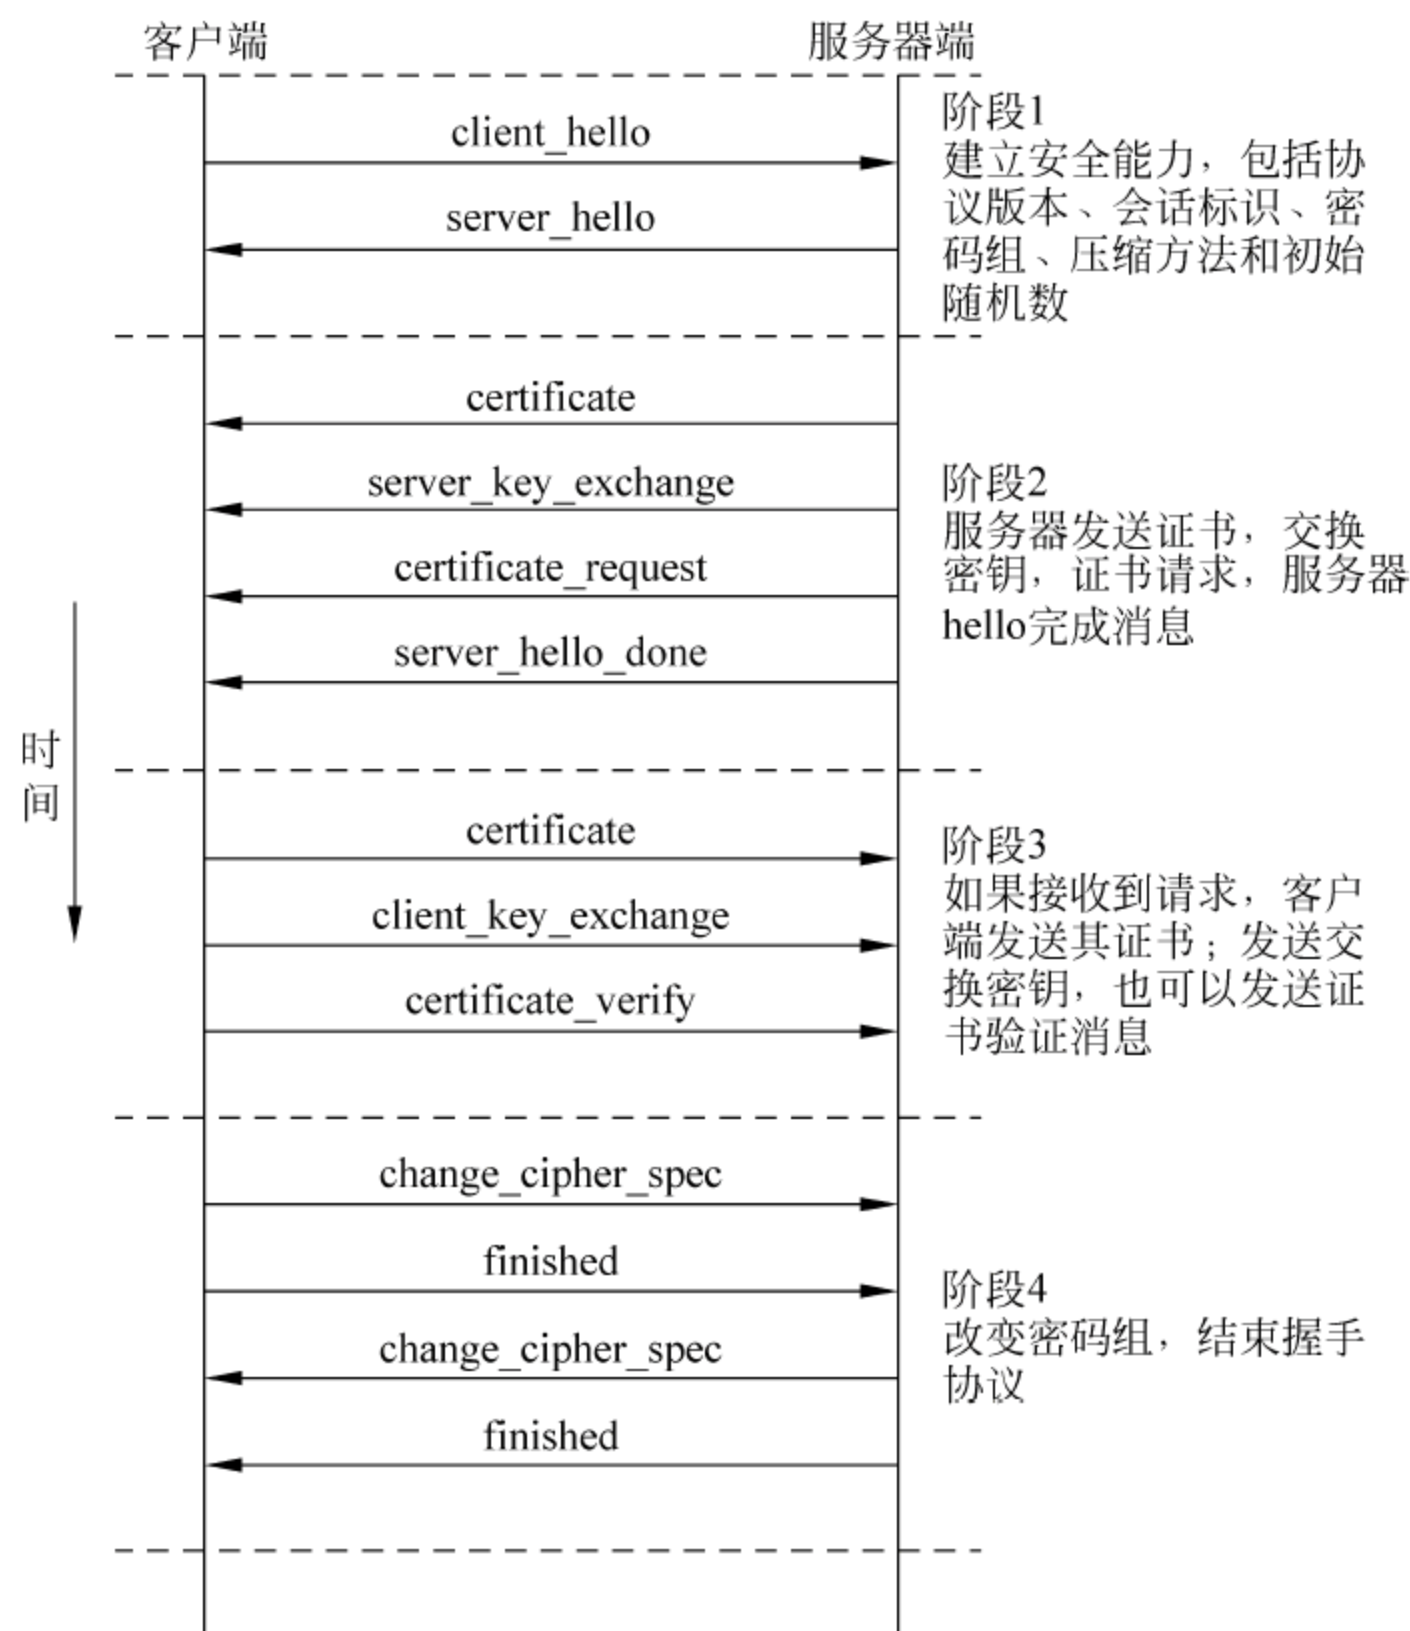 客户端
服务器端
client_hello
server_hello
阶段1
建立安全能力，包括协
议版本、会话标识、密
码组、压缩方法和初始
随机数
certificate
server_key_exchange
certificate_request
server_hello_done
阶段2
服务器发送证书，交换
密钥，证书请求，服务器
hello完成消息
时
间
certificate
client_key_exchange
certificate_verify
阶段3
如果接收到请求，客户
端发送其证书；发送交
换密钥，也可以发送证
书验证消息
change_cipher_spec
finished
change_cipher_spec
finished
阶段4
改变密码组，结束握手
协议